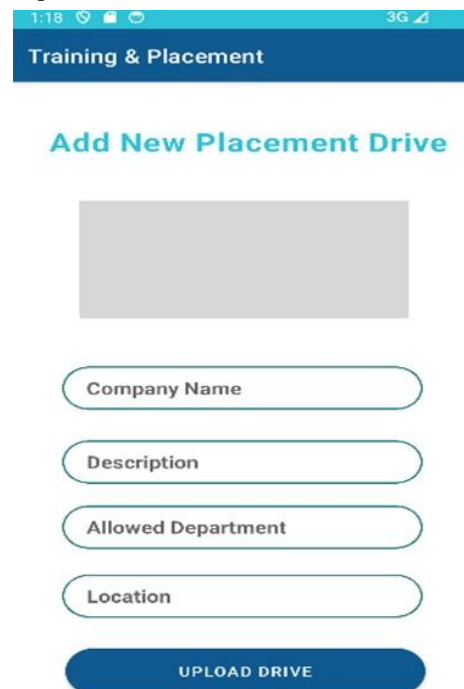 1:18 3G
Training & Placement
Add New Placement Drive
Company Name
Description
Allowed Department
Location
UPLOAD DRIVE